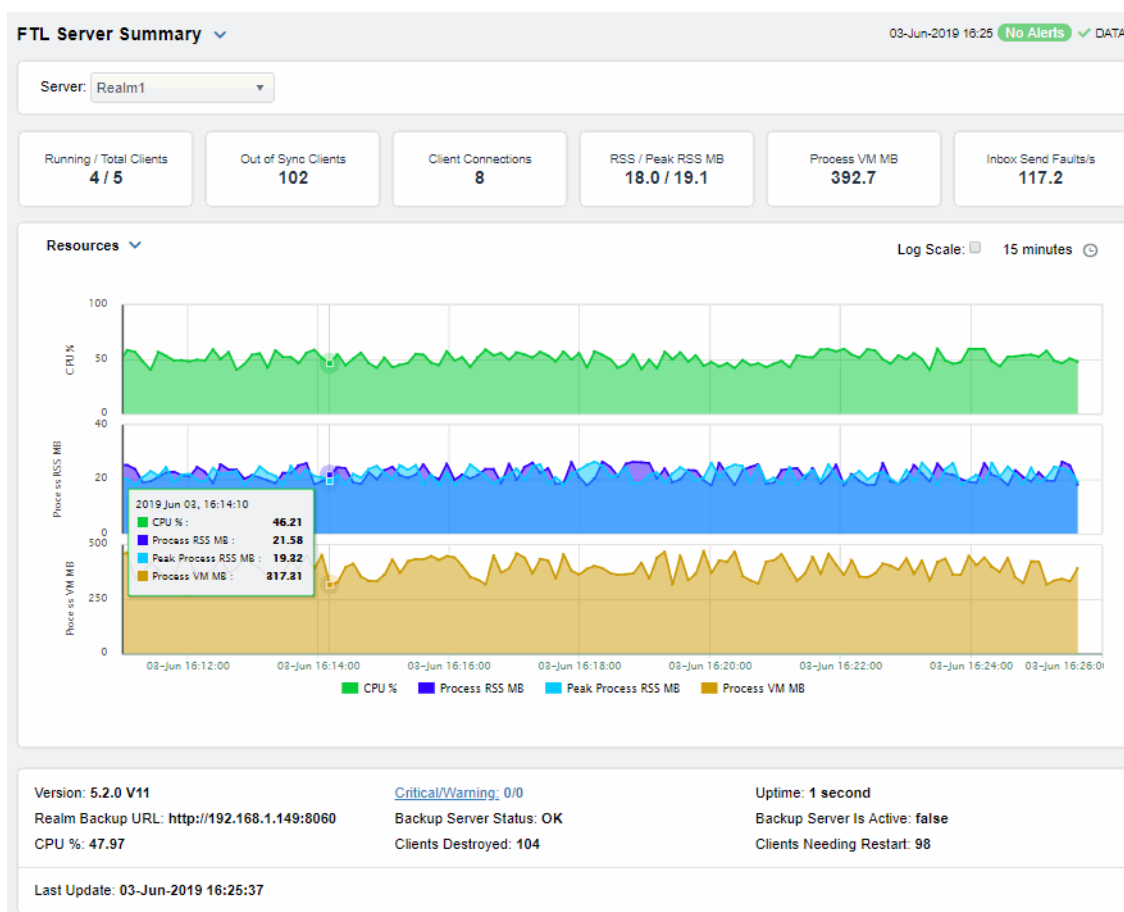 FTL Server Summary 03-Jun-2019 16:25 No Alerts DATA
Server: Realm1
Running / Total Clients Out of Sync Clients Client Connections RSS / Peak RSS MB Process VM MB Inbox Send Faults/s
4 / 5 102 8 18.0 / 19.1 392.7 117.2
Resources Log Scale: 15 minutes
100
50
0
CPU %
40
20
0
Process RSS MB
2019 Jun 03, 16:14:10
CPU % : 46.21
Process RSS MB : 21.58
Peak Process RSS MB : 19.32
Process VM MB : 317.31
500
250
0
Process VM MB
03-Jun 16:12:00 03-Jun 16:14:00 03-Jun 16:16:00 03-Jun 16:18:00 03-Jun 16:20:00 03-Jun 16:22:00 03-Jun 16:24:00 03-Jun 16:26:0
CPU % Process RSS MB Peak Process RSS MB Process VM MB
Version: 5.2.0 V11 Critical/Warning: 0/0 Uptime: 1 second
Realm Backup URL: http://192.168.1.149:8060 Backup Server Status: OK Backup Server Is Active: false
CPU %: 47.97 Clients Destroyed: 104 Clients Needing Restart: 98
Last Update: 03-Jun-2019 16:25:37